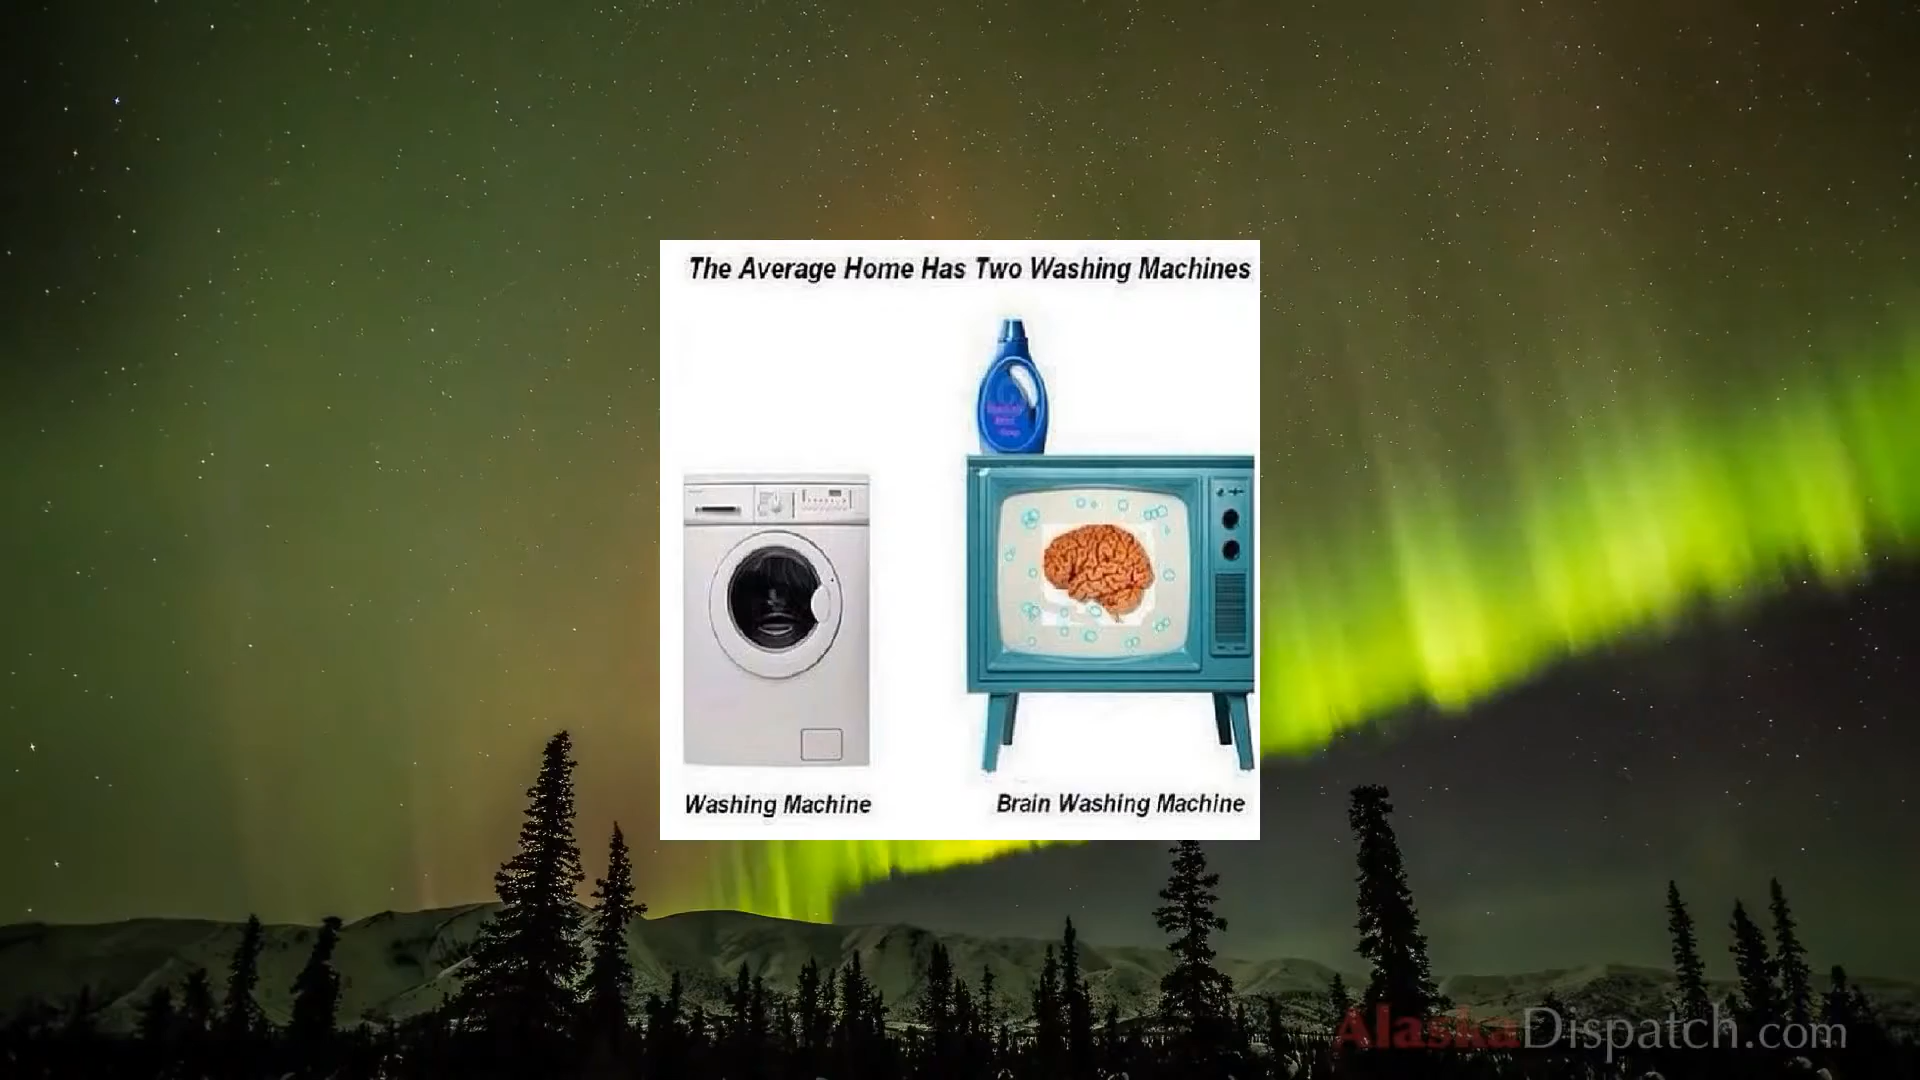 The Average Home Has Two Washing Machines
Washing Machine
Brain Washing Machine
AlaskaDispatch.com